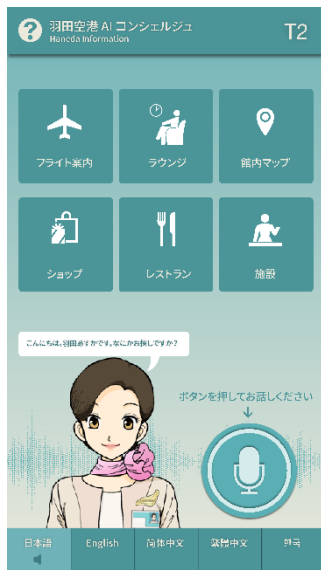 ?
羽田空港 AI コンシェルジュ
Haneda Information
T2
フライト案内
ラウンジ
館内マップ
ショップ
レストラン
施設
こんにちは。羽田あすかです。なにかお探しですか?
ボタンを押してお話しください
↓
日本語
English
简体中文
繁體中文
한국